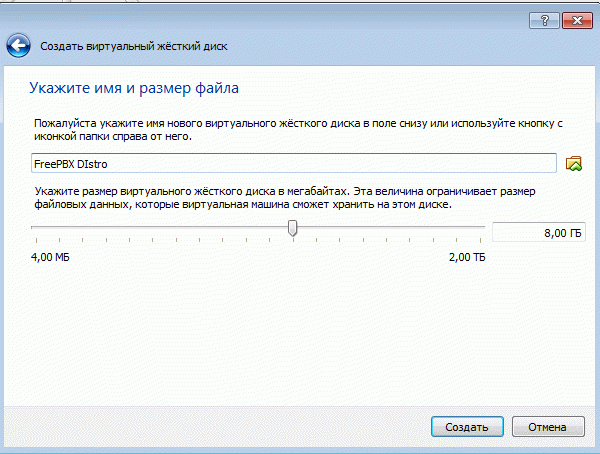 ?
Создать виртуальный жёсткий диск
Укажите имя и размер файла
Пожалуйста укажите имя нового виртуального жёсткого диска в поле снизу или используйте кнопку с
иконкой папки справа от него.
FreePBX DIstro
Укажите размер виртуального жёсткого диска в мегабайтах. Эта величина ограничивает размер
файловых данных, которые виртуальная машина сможет хранить на этом диске.
8,00 ГБ
4,00 МБ 2,00 ТБ
Создать Отмена